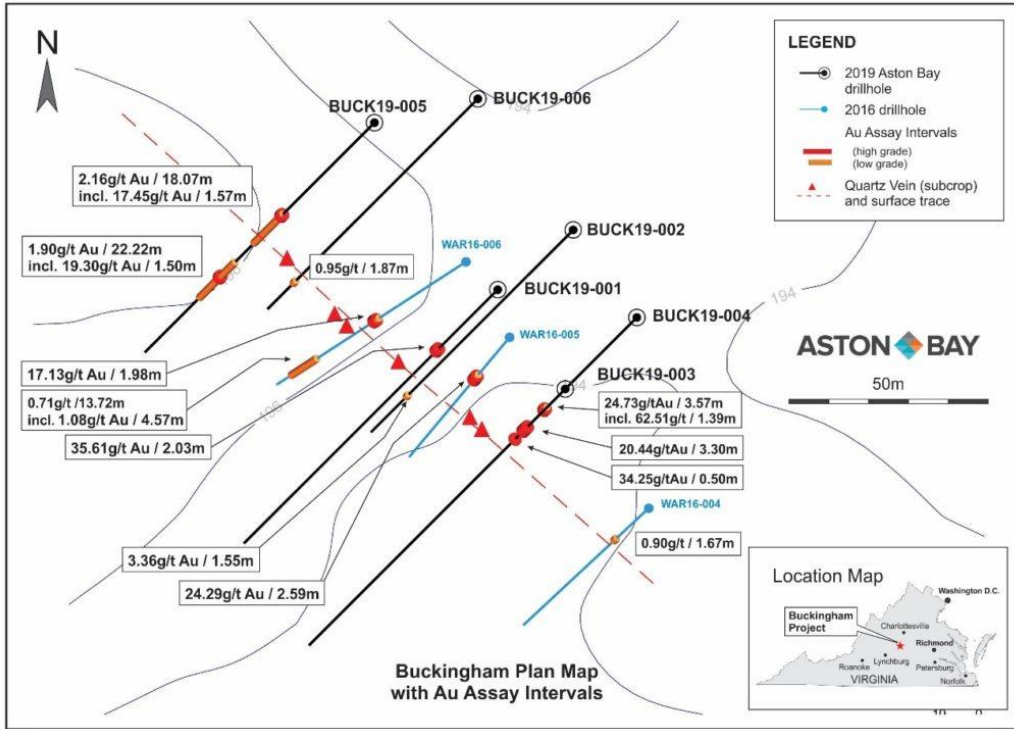 N
BUCK19-005
BUCK19-006
194
2.16g/t Au / 18.07m
incl. 17.45g/t Au / 1.57m
1.90g/t Au / 22.22m
incl. 19.30g/t Au / 1.50m
0.95g/t / 1.87m
WAR16-006
BUCK19-002
BUCK19-001
WAR16-005
BUCK19-004
194
BUCK19-003
194
196
17.13g/t Au / 1.98m
0.71g/t /13.72m
incl. 1.08g/t Au / 4.57m
35.61g/t Au / 2.03m
24.73g/tAu / 3.57m
incl. 62.51g/t / 1.39m
20.44g/tAu / 3.30m
34.25g/tAu / 0.50m
WAR16-004
0.90g/t / 1.67m
3.36g/t Au / 1.55m
24.29g/t Au / 2.59m
Buckingham Plan Map
with Au Assay Intervals
LEGEND
2019 Aston Bay
drillhole
2016 drillhole
Au Assay Intervals
(high grade)
(low grade)
Quartz Vein (subcrop)
and surface trace
ASTON BAY
50m
Location Map
Washington D.C.
Buckingham
Project
Charlottesville
Richmond
Lynchburg
Roanoke
Petersburg
Norfolk
VIRGINIA